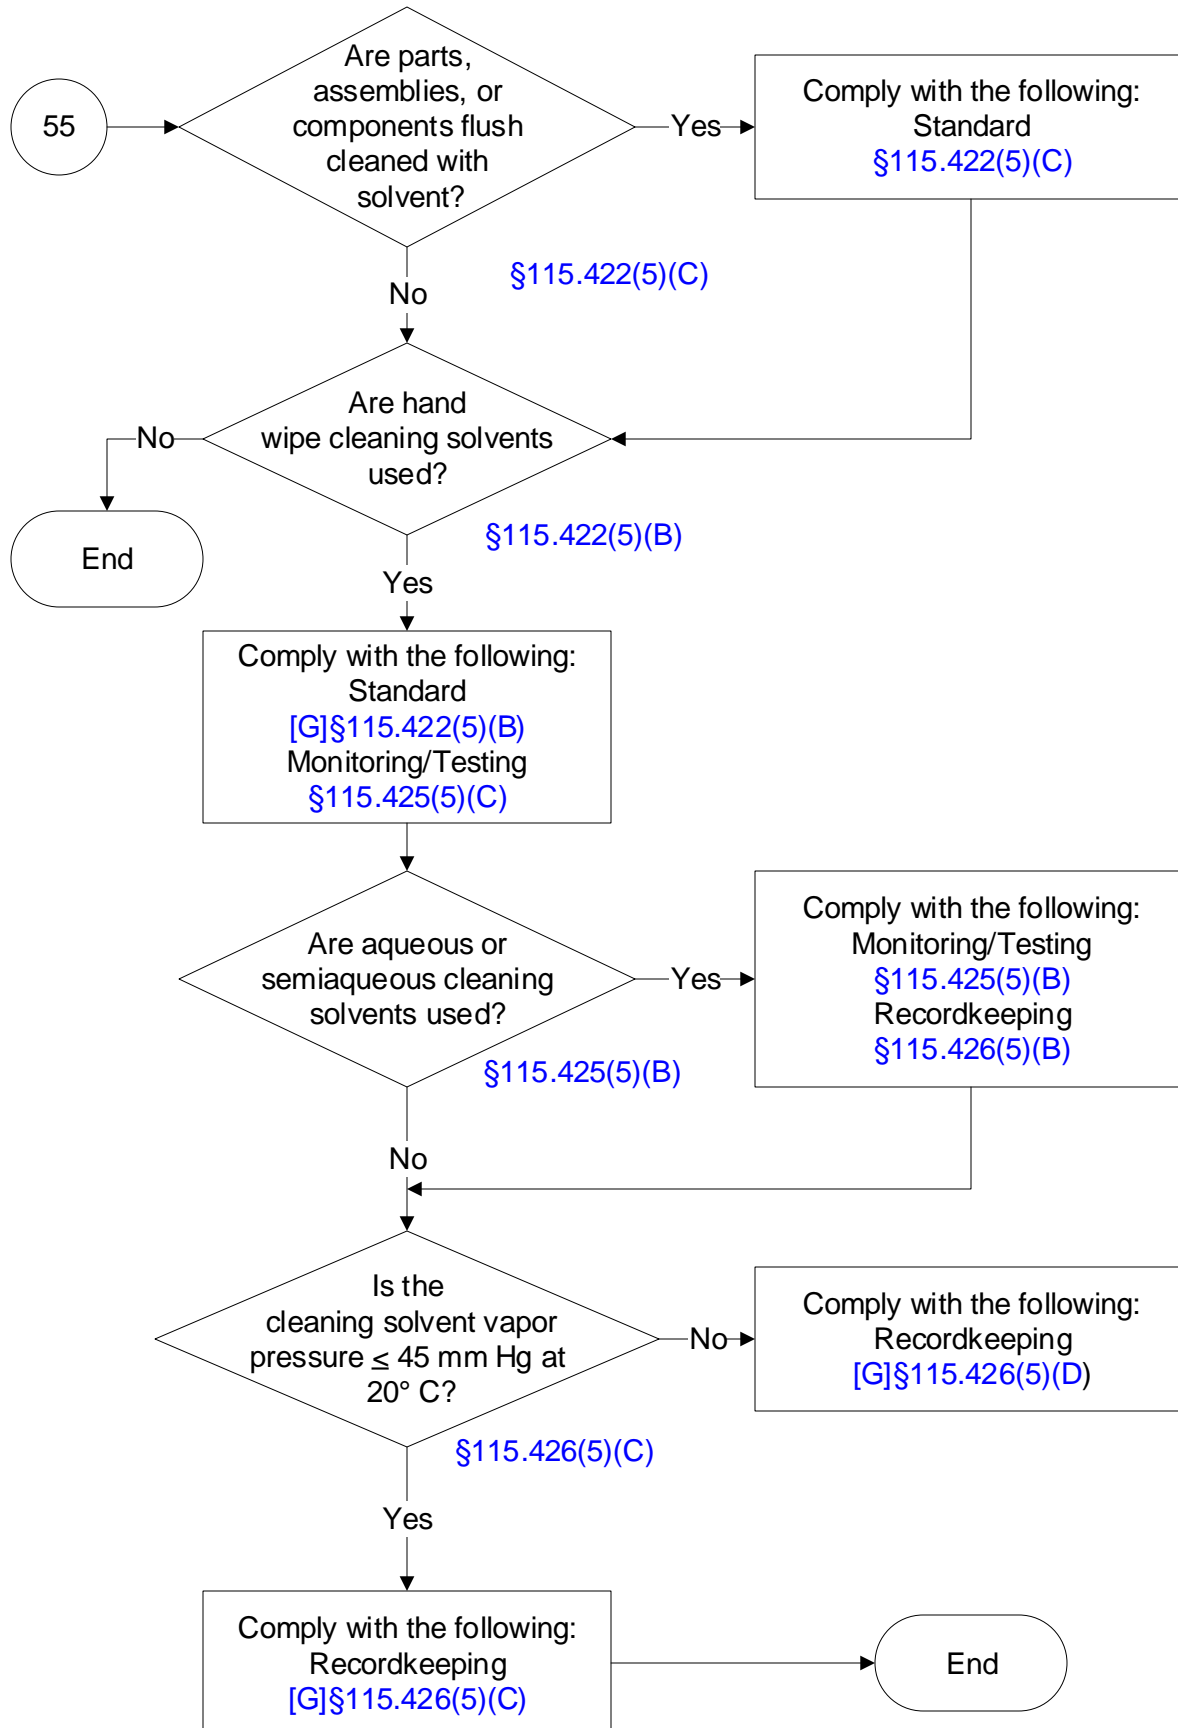 55
Are parts,
assemblies, or
components flush
cleaned with
solvent?
Yes
Comply with the following:
Standard
§115.422(5)(C)
§115.422(5)(C)
No
Are hand
wipe cleaning solvents
used?
No
End
§115.422(5)(B)
Yes
Comply with the following:
Standard
[G]§115.422(5)(B)
Monitoring/Testing
§115.425(5)(C)
Are aqueous or
semiaqueous cleaning
solvents used?
Yes
Comply with the following:
Monitoring/Testing
§115.425(5)(B)
Recordkeeping
§115.426(5)(B)
§115.425(5)(B)
No
Is the
cleaning solvent vapor
pressure ≤ 45 mm Hg at
20° C?
No
Comply with the following:
Recordkeeping
[G]§115.426(5)(D)
§115.426(5)(C)
Yes
Comply with the following:
Recordkeeping
[G]§115.426(5)(C)
End